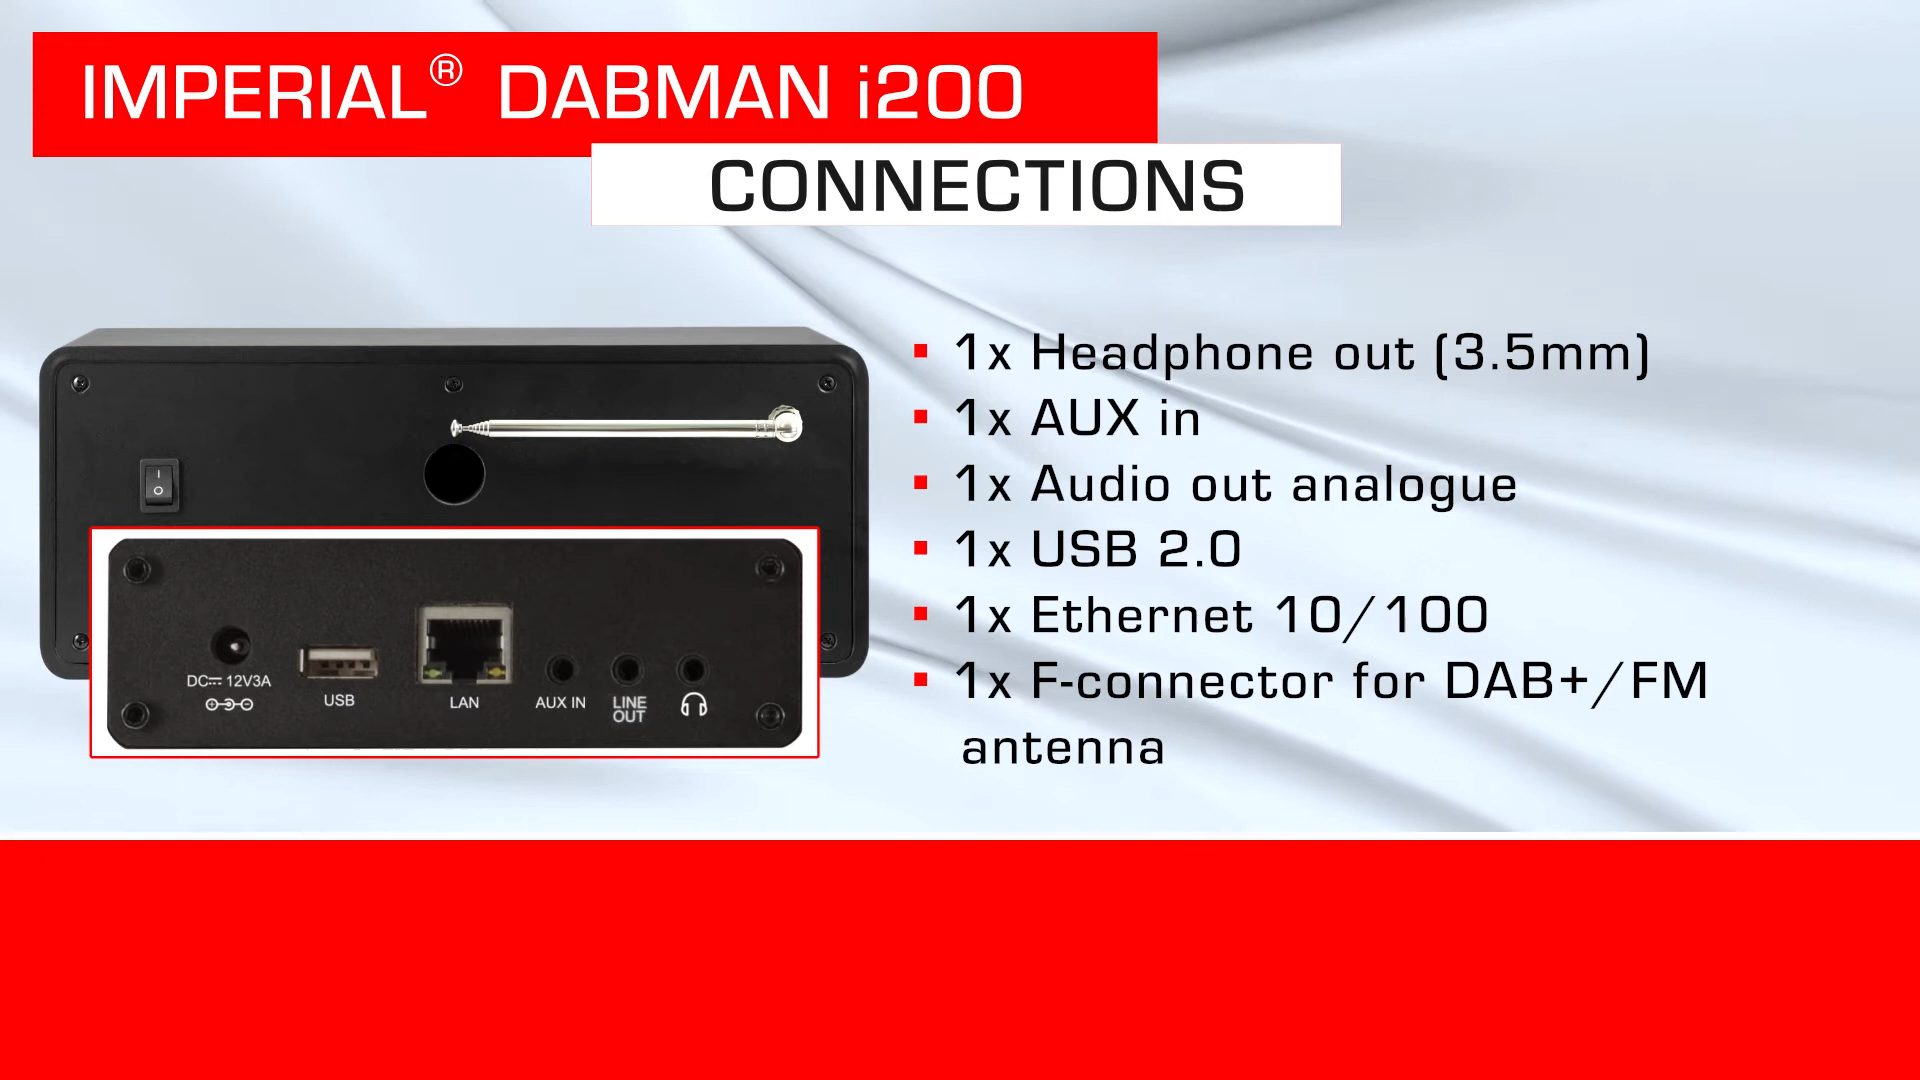 IMPERIAL® DABMAN i200
CONNECTIONS
1x Headphone out (3.5mm)
1x AUX in
1x Audio out analogue
1x USB 2.0
1x Ethernet 10/100
1x F-connector for DAB+/FM
antenna
DC⎓ 12V3A
USB
LAN
AUX IN
LINE
OUT